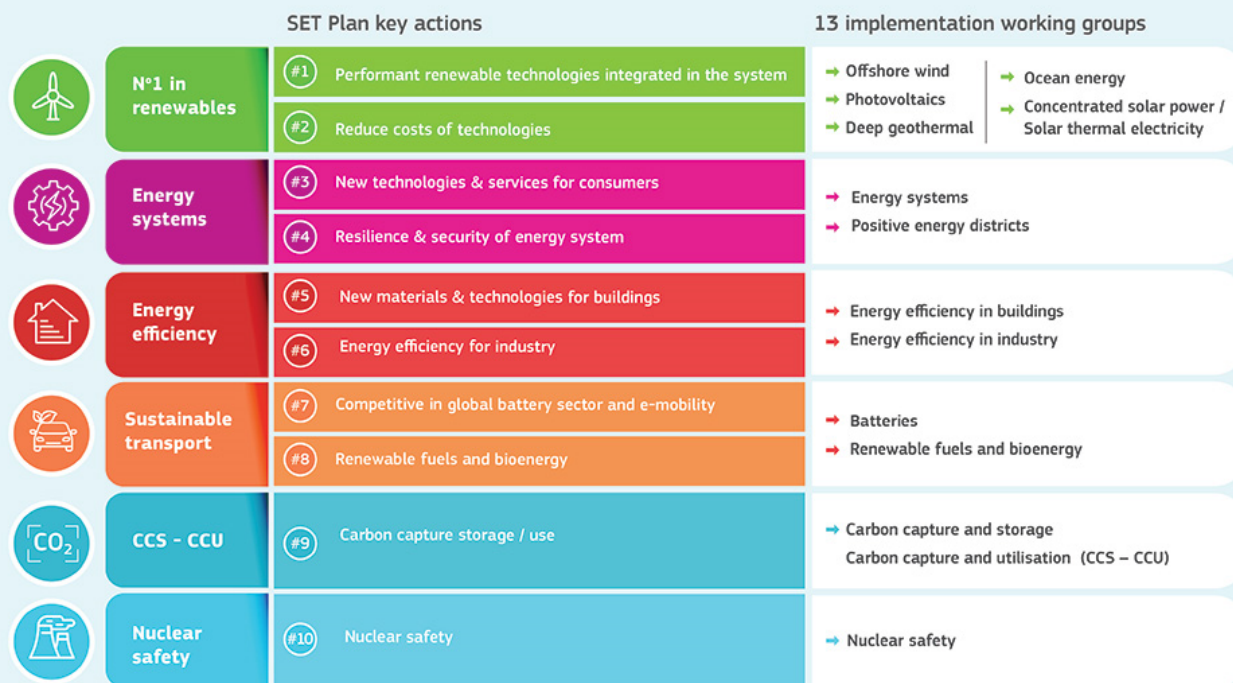 SET Plan key actions
13 implementation working groups
N°1 in
renewables
#1 Performant renewable technologies integrated in the system
#2 Reduce costs of technologies
→ Offshore wind
→ Photovoltaics
→ Deep geothermal
→ Ocean energy
→ Concentrated solar power /
Solar thermal electricity
Energy
systems
#3 New technologies & services for consumers
#4 Resilience & security of energy system
→ Energy systems
→ Positive energy districts
Energy
efficiency
#5 New materials & technologies for buildings
#6 Energy efficiency for industry
→ Energy efficiency in buildings
→ Energy efficiency in industry
Sustainable
transport
#7 Competitive in global battery sector and e-mobility
#8 Renewable fuels and bioenergy
→ Batteries
→ Renewable fuels and bioenergy
CO₂
CCS - CCU
#9 Carbon capture storage / use
→ Carbon capture and storage
Carbon capture and utilisation (CCS – CCU)
Nuclear
safety
#10 Nuclear safety
→ Nuclear safety